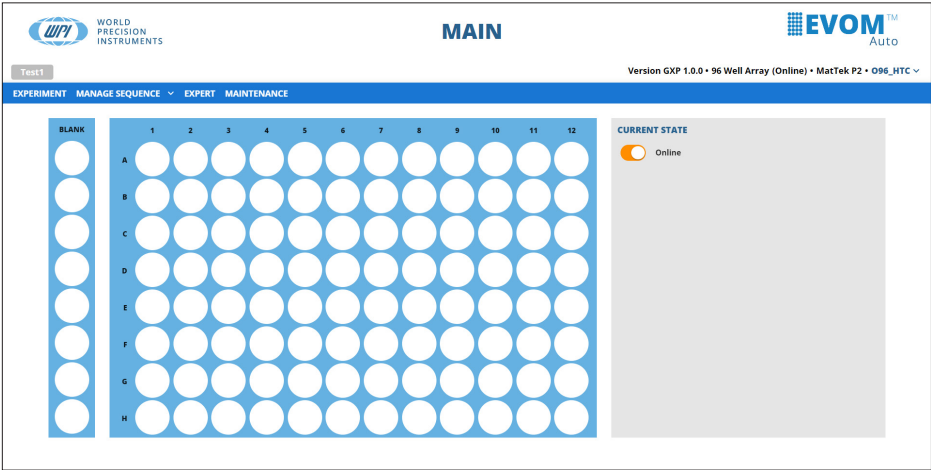 WPI
WORLD
PRECISION
INSTRUMENTS
MAIN
EVOM™
Auto
Test1
Version GXP 1.0.0 • 96 Well Array (Online) • MatTek P2 • O96_HTC
EXPERIMENT MANAGE SEQUENCE EXPERT MAINTENANCE
BLANK
1 2 3 4 5 6 7 8 9 10 11 12
A
B
C
D
E
F
G
H
CURRENT STATE
Online